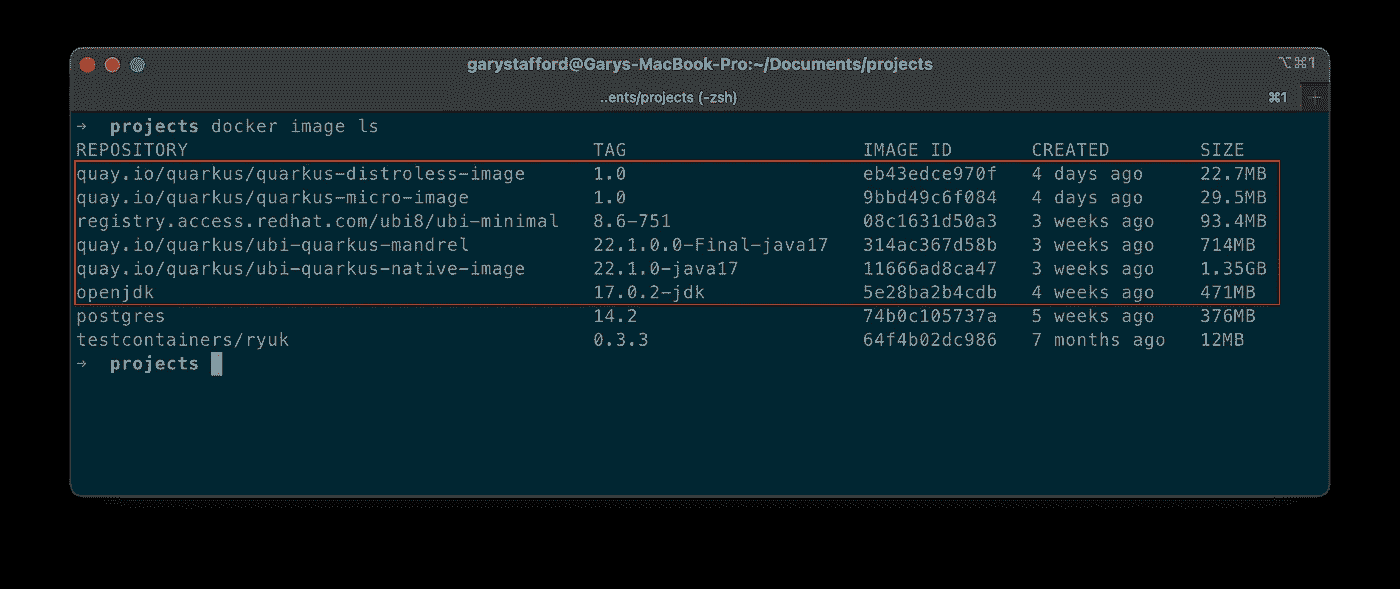 garystafford@Garys-MacBook-Pro:~/Documents/projects ⌥⌘1
..ents/projects (-zsh) ⌘1 +
→ projects docker image ls
REPOSITORY TAG IMAGE ID CREATED SIZE
quay.io/quarkus/quarkus-distroless-image 1.0 eb43edce970f 4 days ago 22.7MB
quay.io/quarkus/quarkus-micro-image 1.0 9bbd49c6f084 4 days ago 29.5MB
registry.access.redhat.com/ubi8/ubi-minimal 8.6-751 08c1631d50a3 3 weeks ago 93.4MB
quay.io/quarkus/ubi-quarkus-mandrel 22.1.0.0-Final-java17 314ac367d58b 3 weeks ago 714MB
quay.io/quarkus/ubi-quarkus-native-image 22.1.0-java17 11666ad8ca47 3 weeks ago 1.35GB
openjdk 17.0.2-jdk 5e28ba2b4cdb 4 weeks ago 471MB
postgres 14.2 74b0c105737a 5 weeks ago 376MB
testcontainers/ryuk 0.3.3 64f4b02dc986 7 months ago 12MB
→ projects